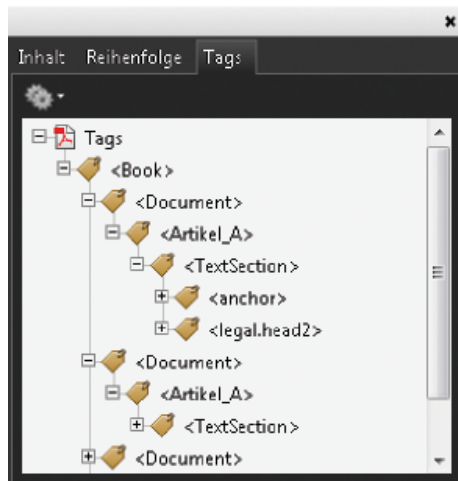 Inhalt Reihenfolge Tags
Tags
<Book>
<Document>
<Artikel_A>
<TextSection>
<anchor>
<legal.head2>
<Document>
<Artikel_A>
<TextSection>
<Document>